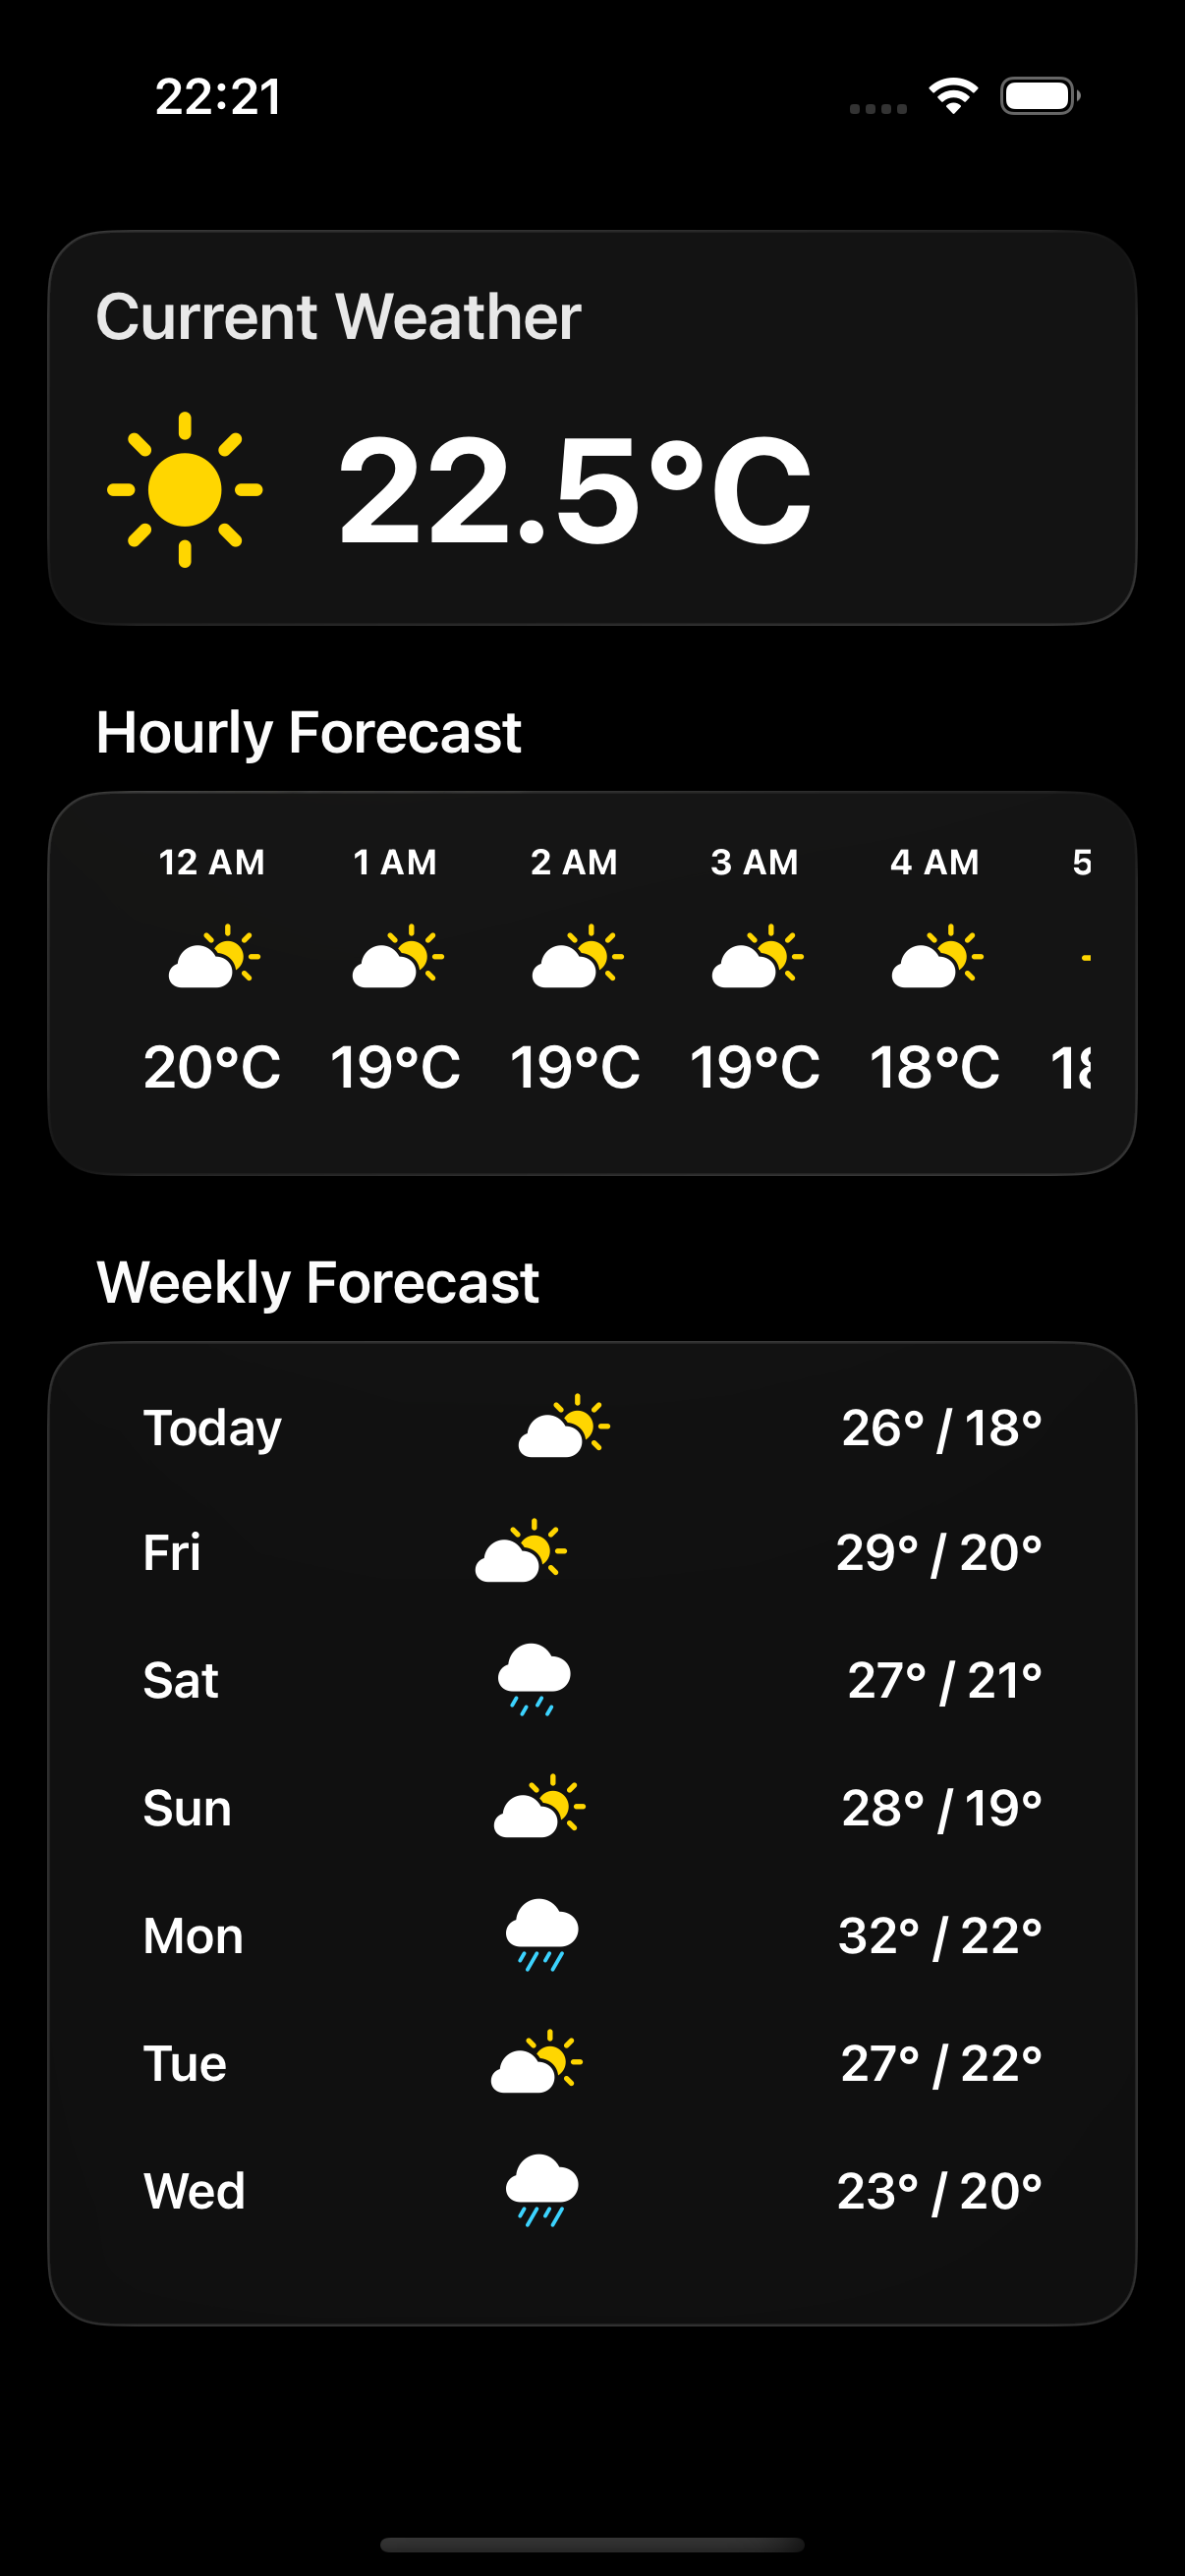 22:21
Current Weather
22.5°C
Hourly Forecast
12 AM 1 AM 2 AM 3 AM 4 AM 5
20°C 19°C 19°C 19°C 18°C 18
Weekly Forecast
Today 26° / 18°
Fri 29° / 20°
Sat 27° / 21°
Sun 28° / 19°
Mon 32° / 22°
Tue 27° / 22°
Wed 23° / 20°